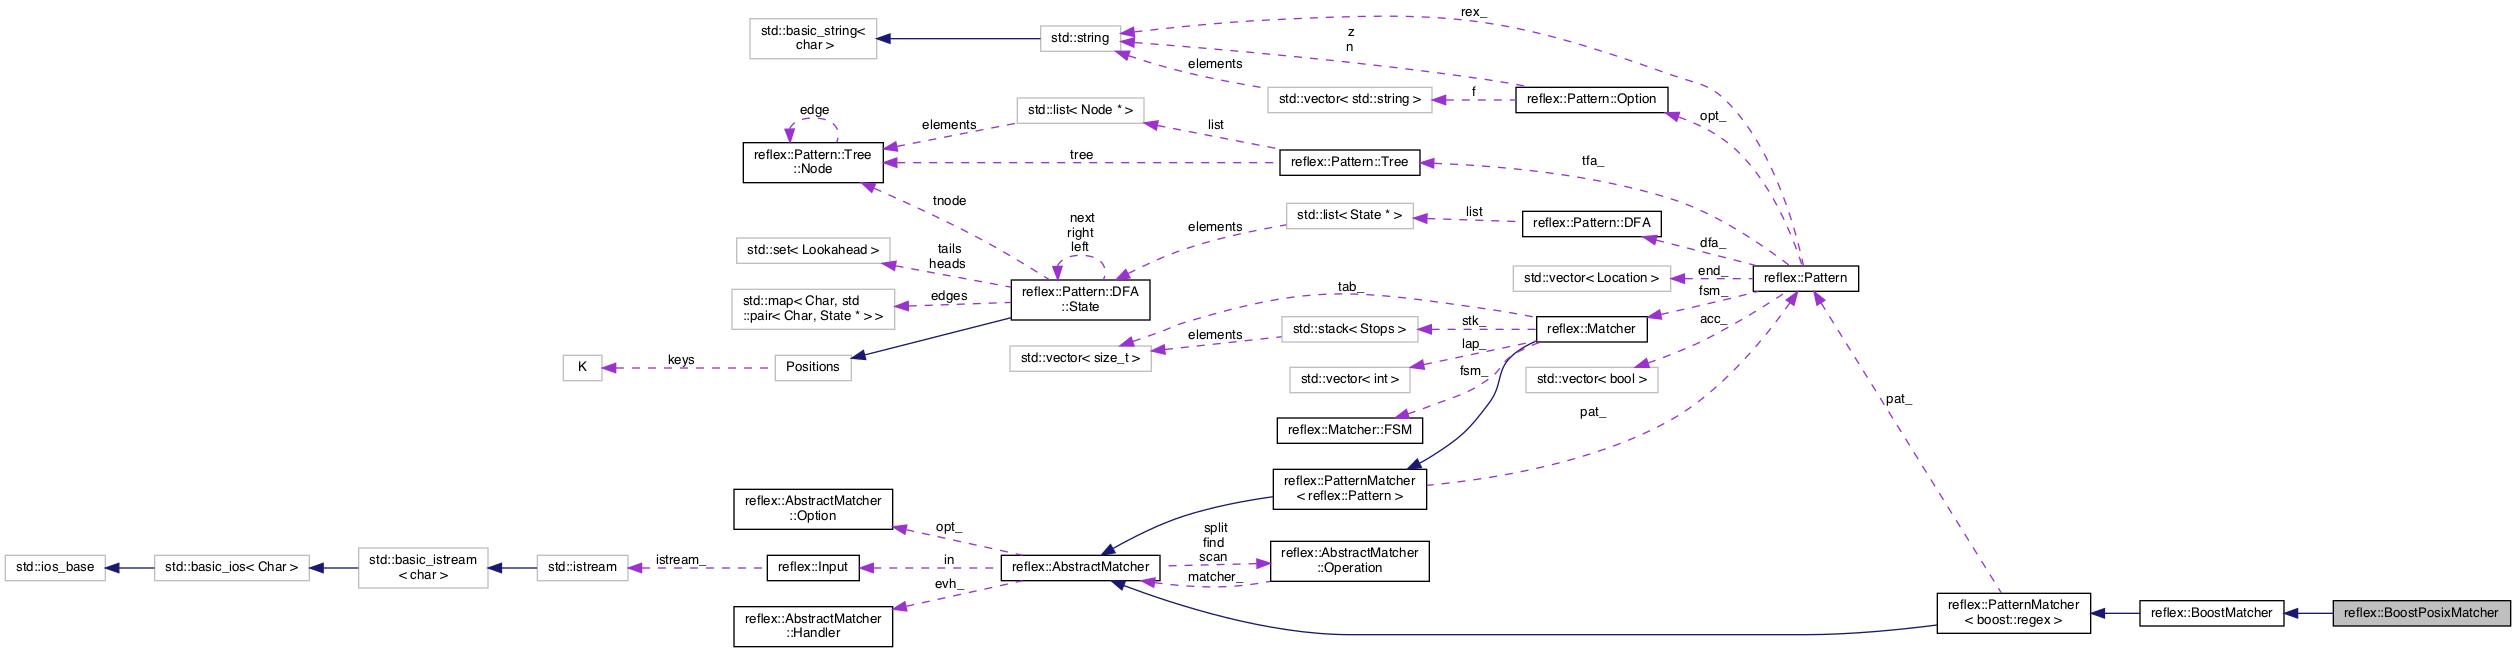 rex_
std::basic_string<
char >
std::string
z
n
elements
std::vector< std::string >
f
reflex::Pattern::Option
opt_
edge
std::list< Node * >
elements
list
reflex::Pattern::Tree
::Node
tree
reflex::Pattern::Tree
tfa_
tnode
next
right
left
elements
std::list< State * >
list
reflex::Pattern::DFA
dfa_
std::set< Lookahead >
tails
heads
reflex::Pattern::DFA
::State
std::vector< Location >
end_
reflex::Pattern
std::map< Char, std
::pair< Char, State * > >
edges
tab_
fsm_
std::stack< Stops >
stk_
reflex::Matcher
acc_
elements
std::vector< size_t >
lap_
K
keys
Positions
std::vector< int >
fsm_
std::vector< bool >
reflex::Matcher::FSM
pat_
pat_
reflex::PatternMatcher
< reflex::Pattern >
reflex::AbstractMatcher
::Option
opt_
split
find
scan
matcher_
reflex::AbstractMatcher
::Operation
std::ios_base
std::basic_ios< Char >
std::basic_istream
< char >
std::istream
istream_
reflex::Input
in
reflex::AbstractMatcher
evh_
reflex::AbstractMatcher
::Handler
reflex::PatternMatcher
< boost::regex >
reflex::BoostMatcher
reflex::BoostPosixMatcher